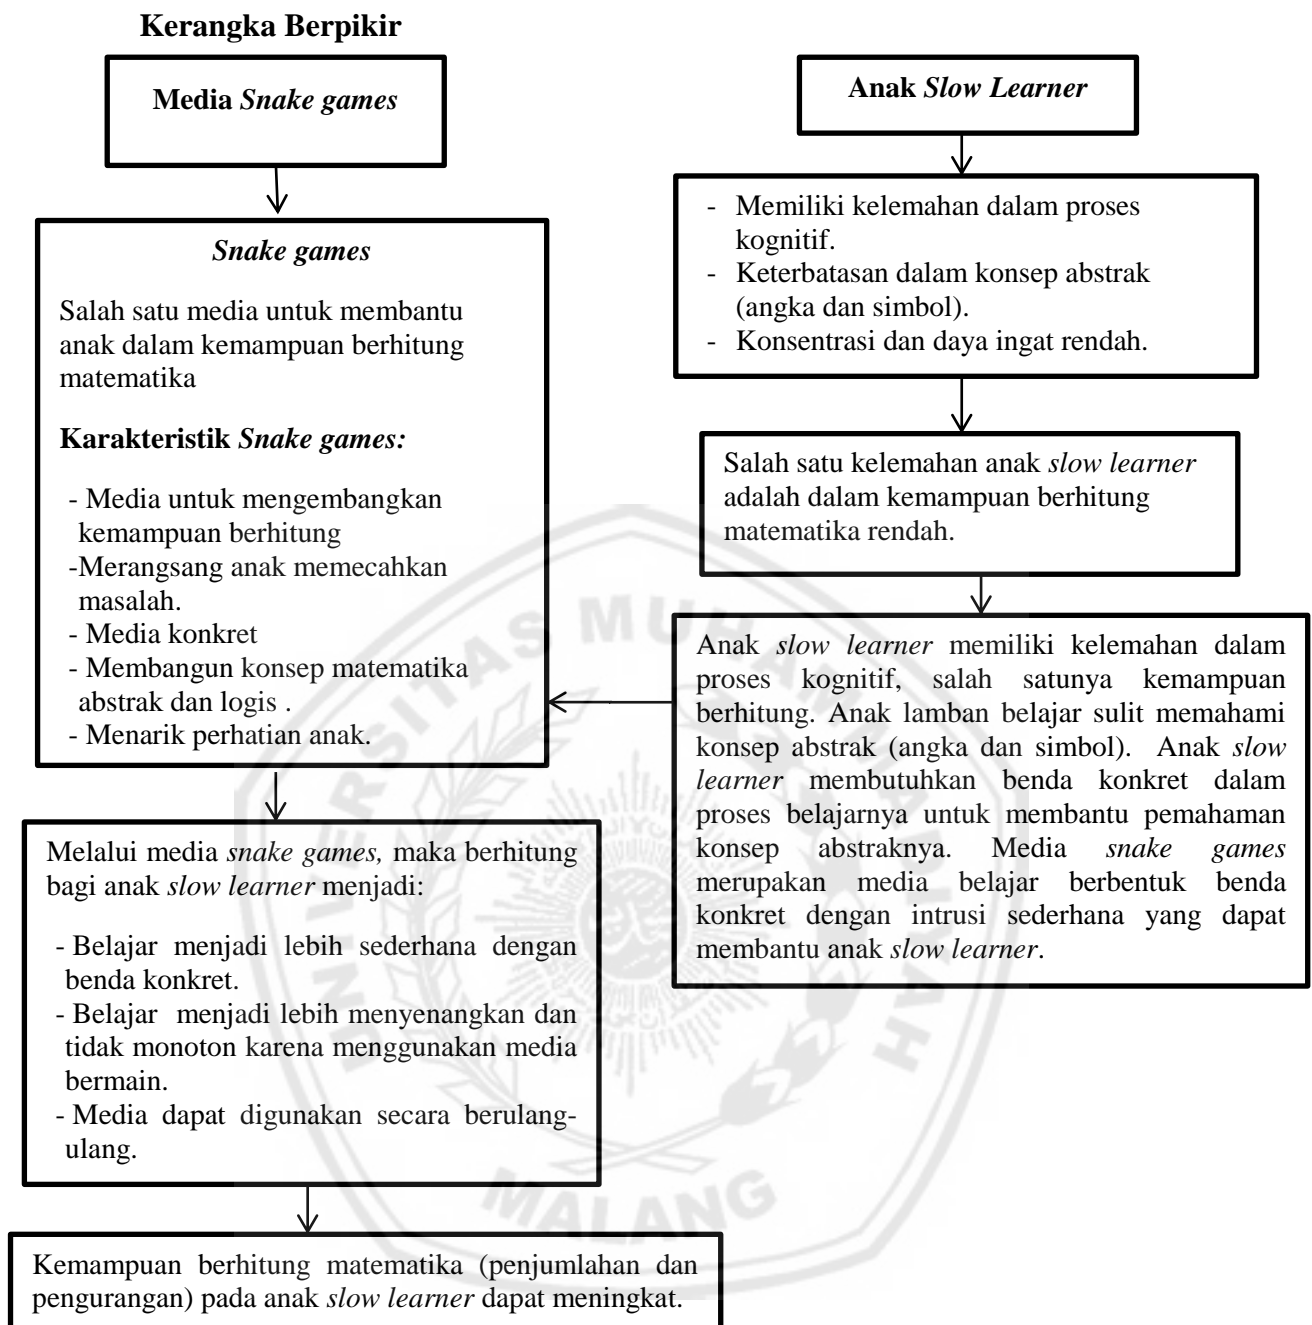 Kerangka Berpikir
Media Snake games
Snake games
Salah satu media untuk membantu
anak dalam kemampuan berhitung
matematika
Karakteristik Snake games:
- Media untuk mengembangkan
kemampuan berhitung
-Merangsang anak memecahkan
masalah.
- Media konkret
- Membangun konsep matematika
abstrak dan logis .
- Menarik perhatian anak.
Melalui media snake games, maka berhitung
bagi anak slow learner menjadi:
- Belajar menjadi lebih sederhana dengan
benda konkret.
- Belajar menjadi lebih menyenangkan dan
tidak monoton karena menggunakan media
bermain.
- Media dapat digunakan secara berulang-
ulang.
Kemampuan berhitung matematika (penjumlahan dan
pengurangan) pada anak slow learner dapat meningkat.
Anak Slow Learner
- Memiliki kelemahan dalam proses
kognitif.
- Keterbatasan dalam konsep abstrak
(angka dan simbol).
- Konsentrasi dan daya ingat rendah.
Salah satu kelemahan anak slow learner
adalah dalam kemampuan berhitung
matematika rendah.
Anak slow learner memiliki kelemahan dalam
proses kognitif, salah satunya kemampuan
berhitung. Anak lamban belajar sulit memahami
konsep abstrak (angka dan simbol). Anak slow
learner membutuhkan benda konkret dalam
proses belajarnya untuk membantu pemahaman
konsep abstraknya. Media snake games
merupakan media belajar berbentuk benda
konkret dengan intrusi sederhana yang dapat
membantu anak slow learner.
UNIVERSITAS MUHAMMADIYAH
MALANG